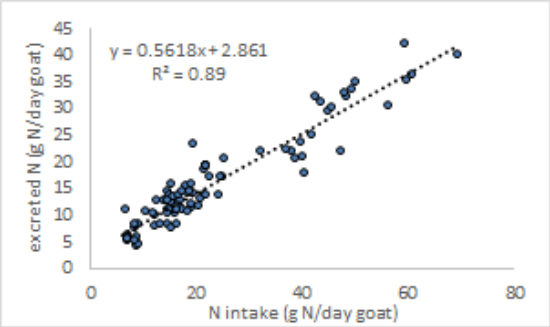 45
40
35
30
25
20
15
10
5
0
excreted N (g N/day goat)
y = 0.5618x + 2.861
R² = 0.89
0 20 40 60 80
N intake (g N/day goat)